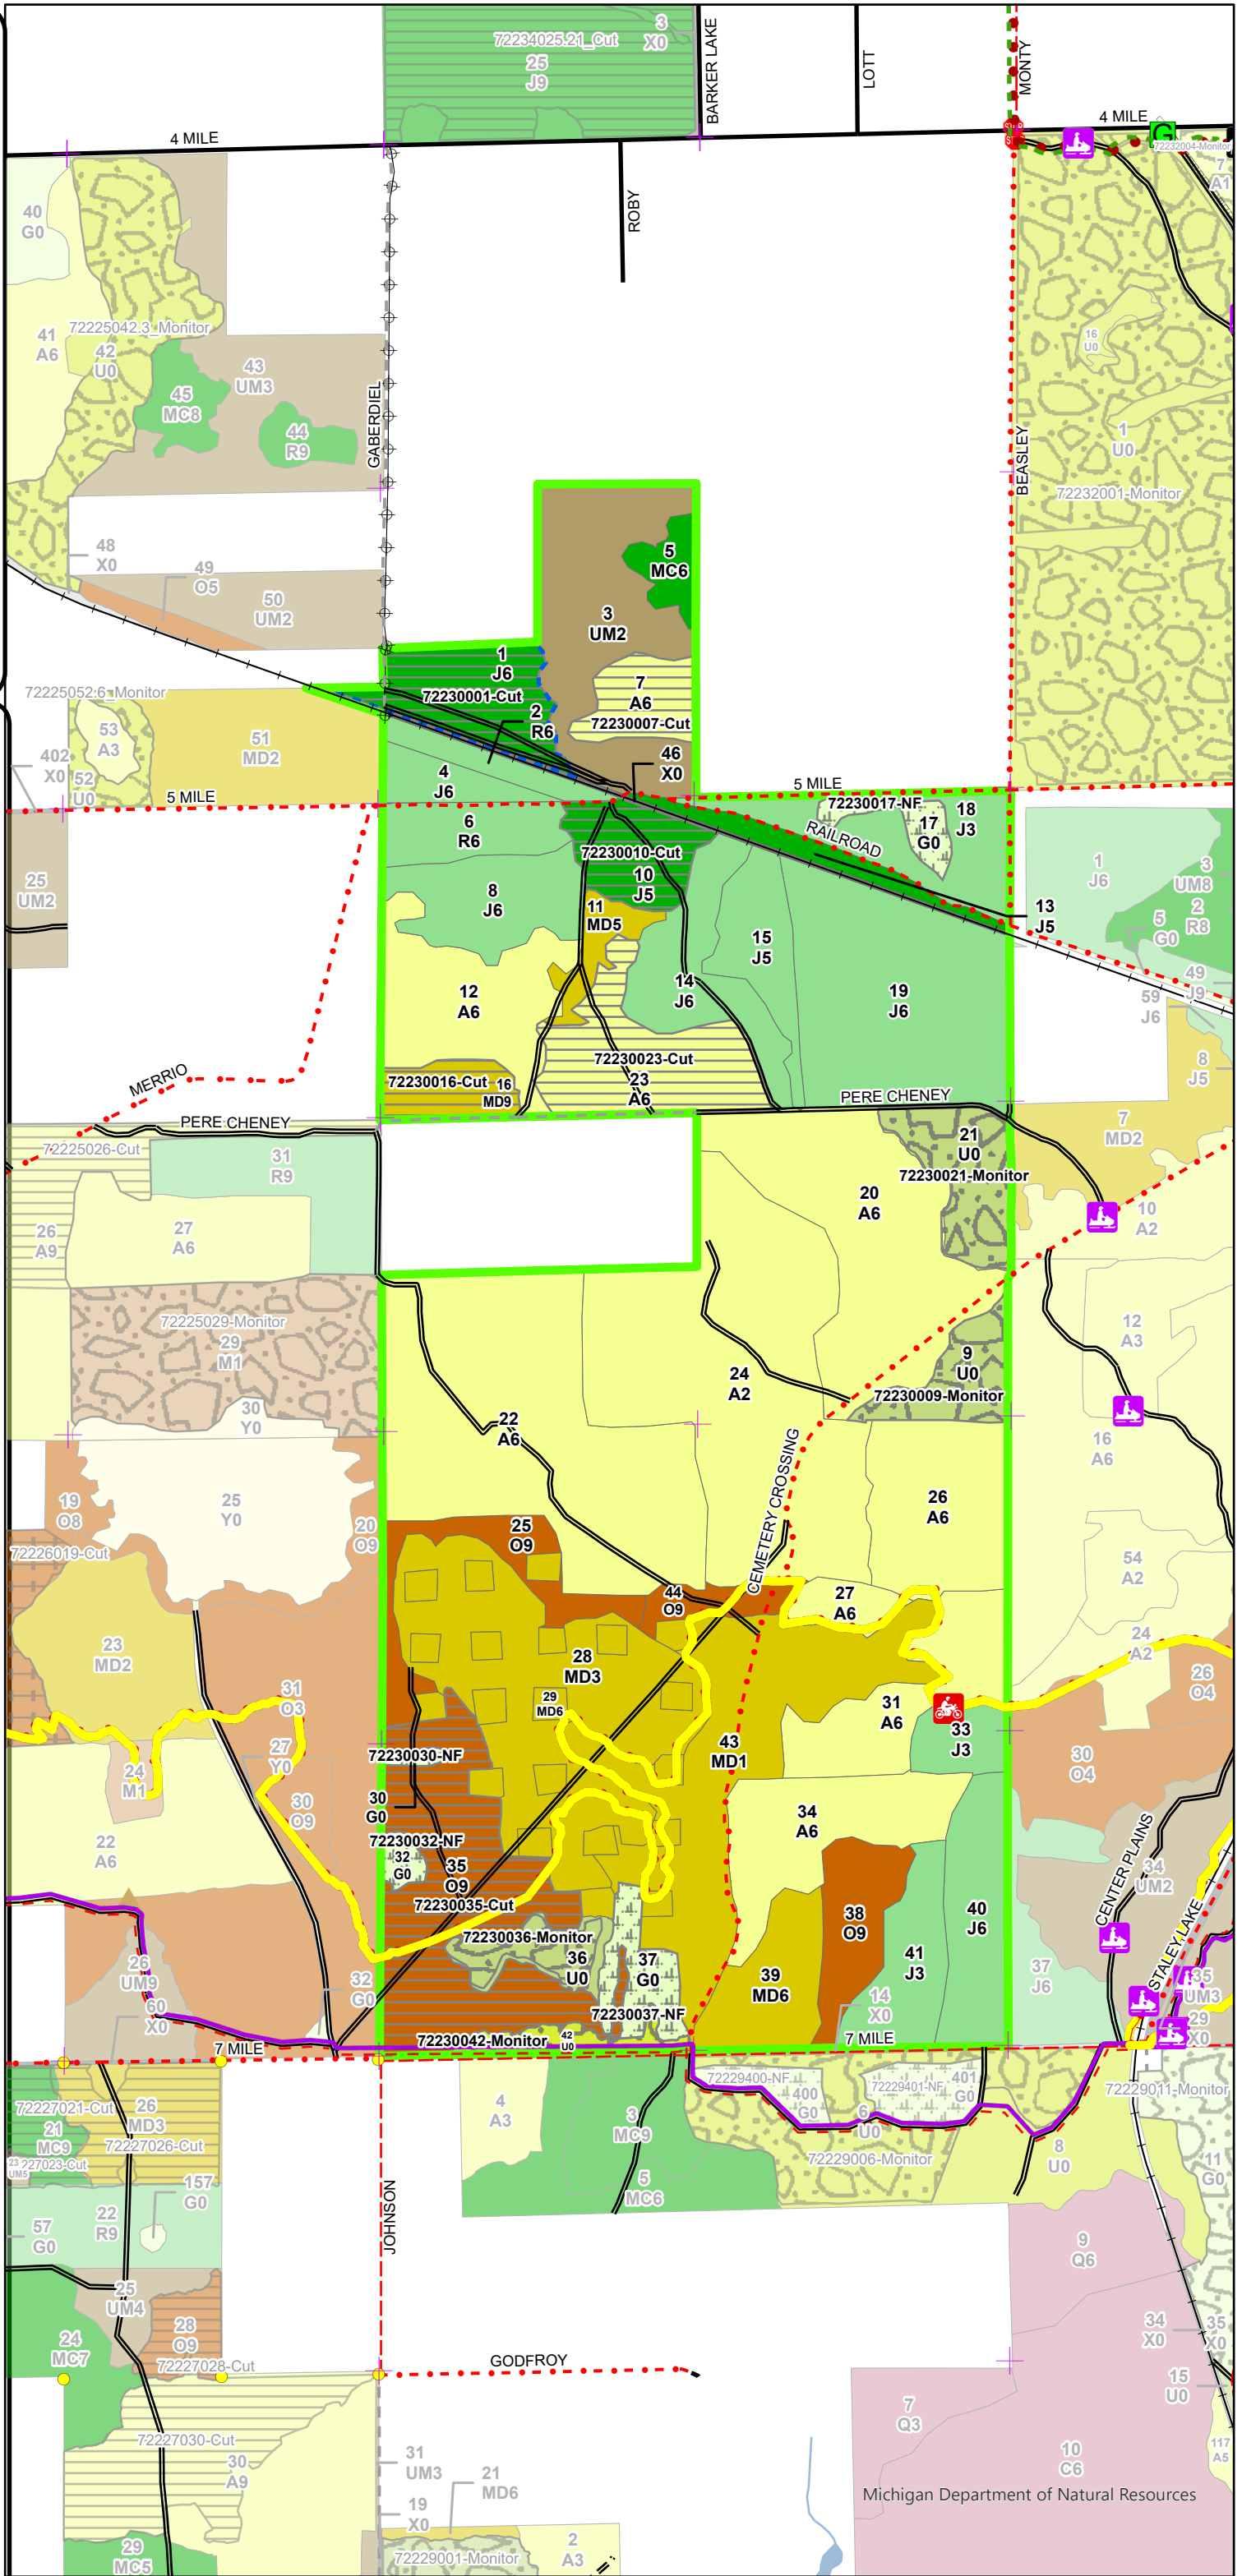 3
X0
72234025.21_Cut
25
J9
BARKER LAKE
LOTT
MONTY
4 MILE
4 MILE
G
72232004-Monitor
7
A1
40
G0
ROBY
72225042.3_Monitor
41
A6
42
U0
43
UM3
45
MC8
44
R9
GABERDIEL
16
U0
BEASLEY
1
U0
72232001-Monitor
48
X0
49
O5
50
UM2
5
MC6
3
UM2
1
J6
72230001-Cut
7
A6
72230007-Cut
2
R6
72225052.6_Monitor
53
A3
51
MD2
402
X0
52
U0
46
X0
4
J6
5 MILE
5 MILE
72230017-NF
17
G0
18
J3
6
R6
RAILROAD
72230010-Cut
10
J5
1
J6
3
UM8
2
R8
25
UM2
8
J6
11
MD5
13
J5
5
G0
15
J5
49
J9
12
A6
14
J6
19
J6
59
J6
8
J5
72230023-Cut
23
A6
MERRIO
72230016-Cut
16
MD9
PERE CHENEY
PERE CHENEY
7
MD2
72225026-Cut
31
R9
21
U0
72230021-Monitor
20
A6
10
A2
26
A9
27
A6
72225029-Monitor
29
M1
12
A3
9
U0
72230009-Monitor
24
A2
30
Y0
22
A6
CEMETERY CROSSING
16
A6
19
O8
25
Y0
20
O9
25
O9
26
A6
72226019-Cut
54
A2
44
O9
27
A6
23
MD2
28
MD3
24
A2
26
O4
31
O3
29
MD6
31
A6
33
J3
27
Y0
72230030-NF
43
MD1
30
O4
24
M1
30
G0
30
O9
34
A6
CENTER PLAINS
22
A6
72230032-NF
32
G0
35
O9
72230035-Cut
34
UM2
38
O9
40
J6
STALEY LAKE
72230036-Monitor
36
U0
37
G0
41
J3
26
UM9
32
G0
39
MD6
37
J6
35
UM3
60
X0
14
X0
72230037-NF
29
X0
7 MILE
72230042-Monitor
42
U0
7 MILE
72229400-NF
400
G0
72229401-NF
401
G0
72229011-Monitor
72227021-Cut
26
MD3
4
A3
3
MC9
6
U0
21
MC9
72227026-Cut
72229006-Monitor
8
U0
11
G0
23
UM5
227023-Cut
157
G0
5
MC6
JOHNSON
57
G0
22
R9
9
Q6
25
UM4
28
O9
34
X0
35
X0
24
MC7
72227028-Cut
GODFROY
15
U0
7
Q3
72227030-Cut
30
A9
31
UM3
21
MD6
10
C6
117
A5
Michigan Department of Natural Resources
19
X0
29
MC5
2
A3
72229001-Monitor